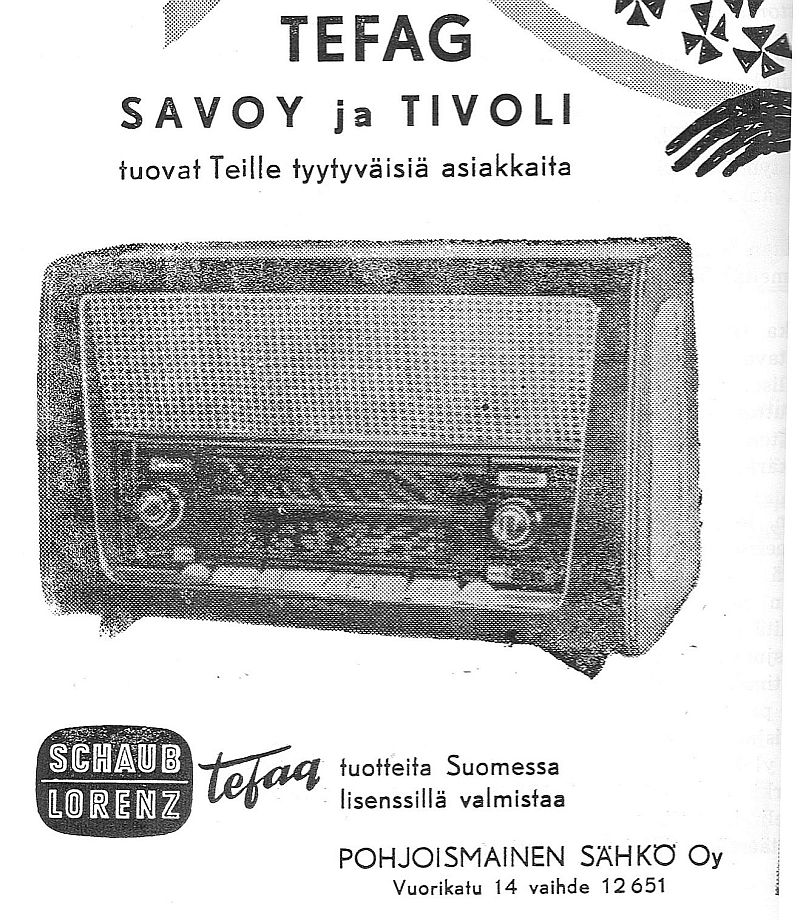 TEFAG
SAVOY ja TIVOLI
tuovat Teille tyytyväisiä asiakkaita
SCHAUB
LORENZ
tefag
tuotteita Suomessa
lisenssillä valmistaa
POHJOISMAINEN SÄHKÖ Oy
Vuorikatu 14 vaihde 12 651